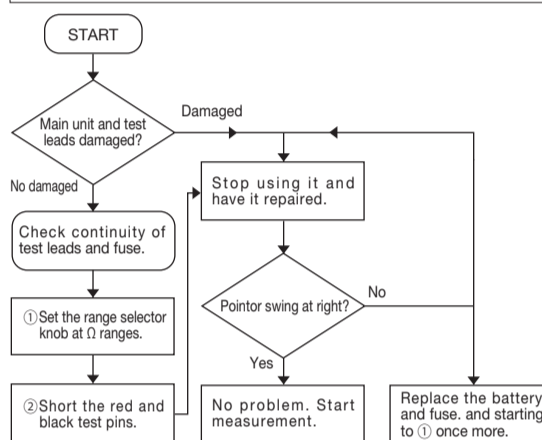 START
Main unit and test
leads damaged?
Damaged
No damaged
Stop using it and
have it repaired.
Check continuity of
test leads and fuse.
①Set the range selector
knob at Ω ranges.
Pointor swing at right?
No
Yes
②Short the red and
black test pins.
No problem. Start
measurement.
Replace the battery
and fuse. and starting
to ① once more.